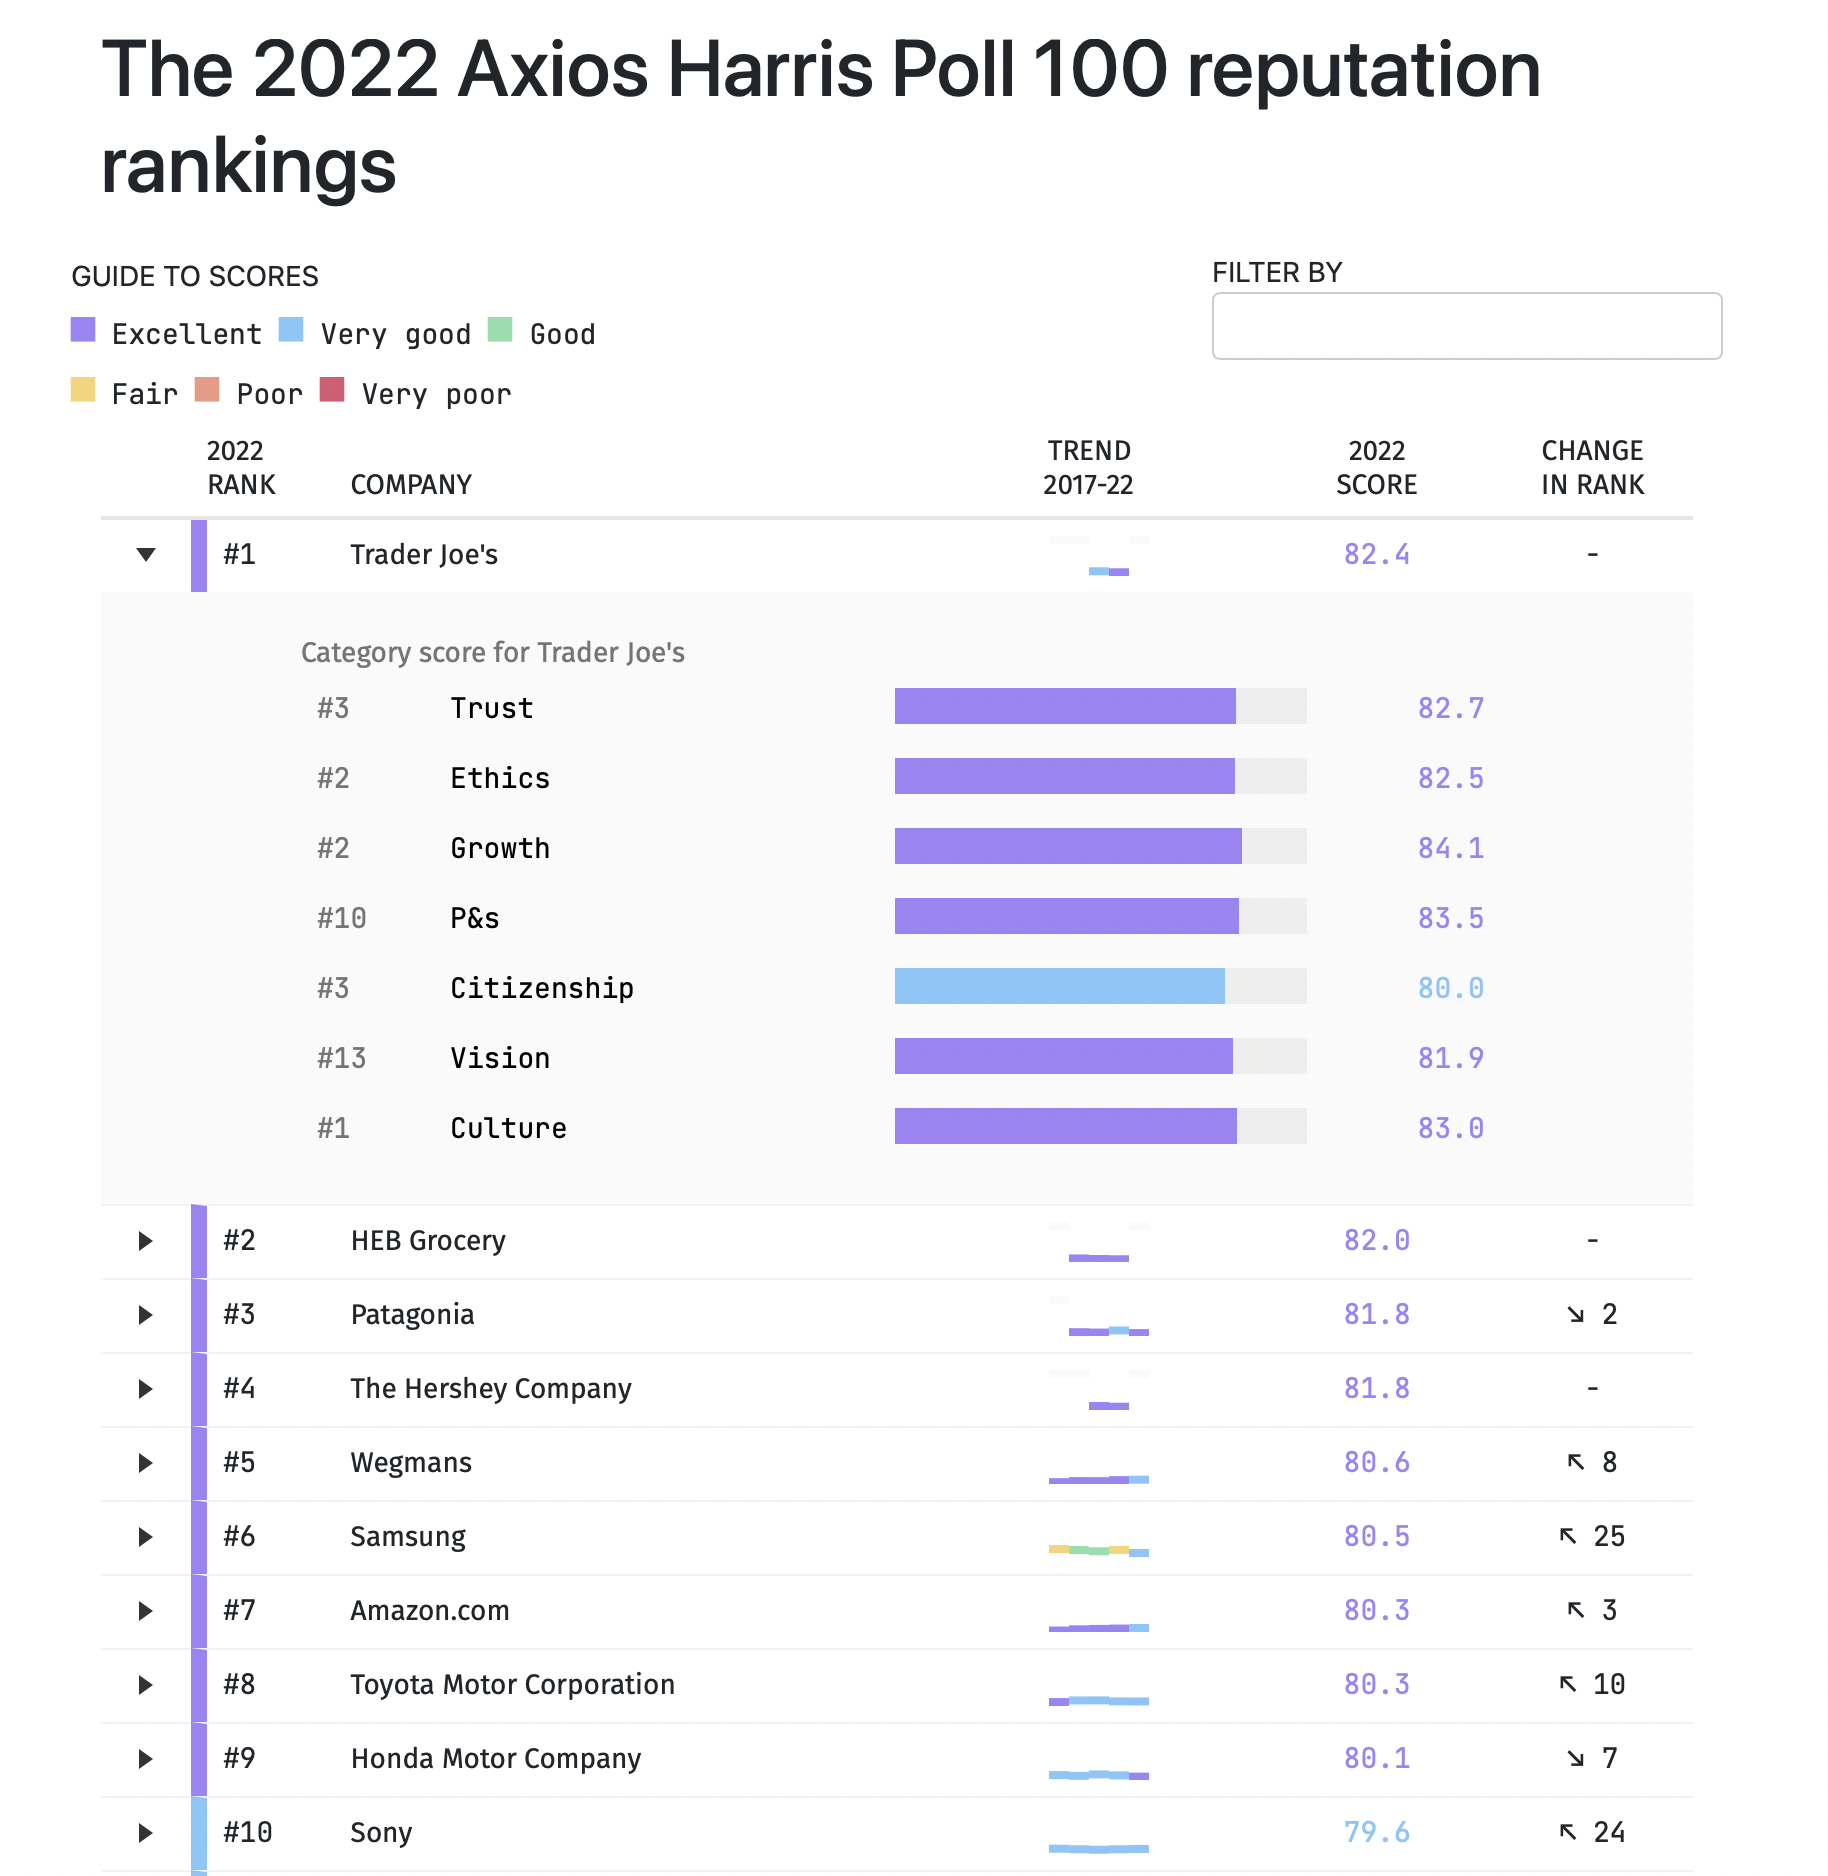 The 2022 Axios Harris Poll 100 reputation
rankings
GUIDE TO SCORES
Excellent Very good Good
Fair Poor Very poor
FILTER BY
2022 RANK COMPANY TREND 2017-22 2022 SCORE CHANGE IN RANK
#1 Trader Joe's 82.4 -
Category score for Trader Joe's
#3 Trust 82.7
#2 Ethics 82.5
#2 Growth 84.1
#10 P&s 83.5
#3 Citizenship 80.0
#13 Vision 81.9
#1 Culture 83.0
#2 HEB Grocery 82.0 -
#3 Patagonia 81.8 ↘ 2
#4 The Hershey Company 81.8 -
#5 Wegmans 80.6 ↖ 8
#6 Samsung 80.5 ↖ 25
#7 Amazon.com 80.3 ↖ 3
#8 Toyota Motor Corporation 80.3 ↖ 10
#9 Honda Motor Company 80.1 ↘ 7
#10 Sony 79.6 ↖ 24